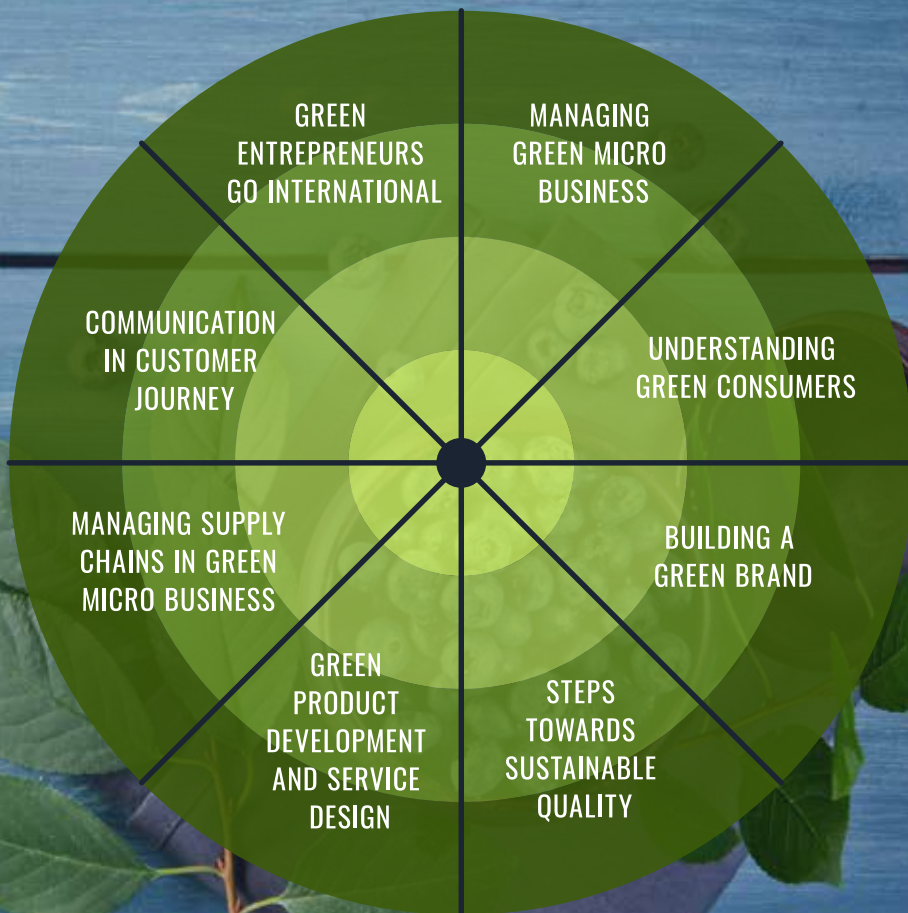 GREEN
ENTREPRENEURS
GO INTERNATIONAL
MANAGING
GREEN MICRO
BUSINESS
COMMUNICATION
IN CUSTOMER
JOURNEY
UNDERSTANDING
GREEN CONSUMERS
MANAGING SUPPLY
CHAINS IN GREEN
MICRO BUSINESS
BUILDING A
GREEN BRAND
GREEN
PRODUCT
DEVELOPMENT
AND SERVICE
DESIGN
STEPS
TOWARDS
SUSTAINABLE
QUALITY